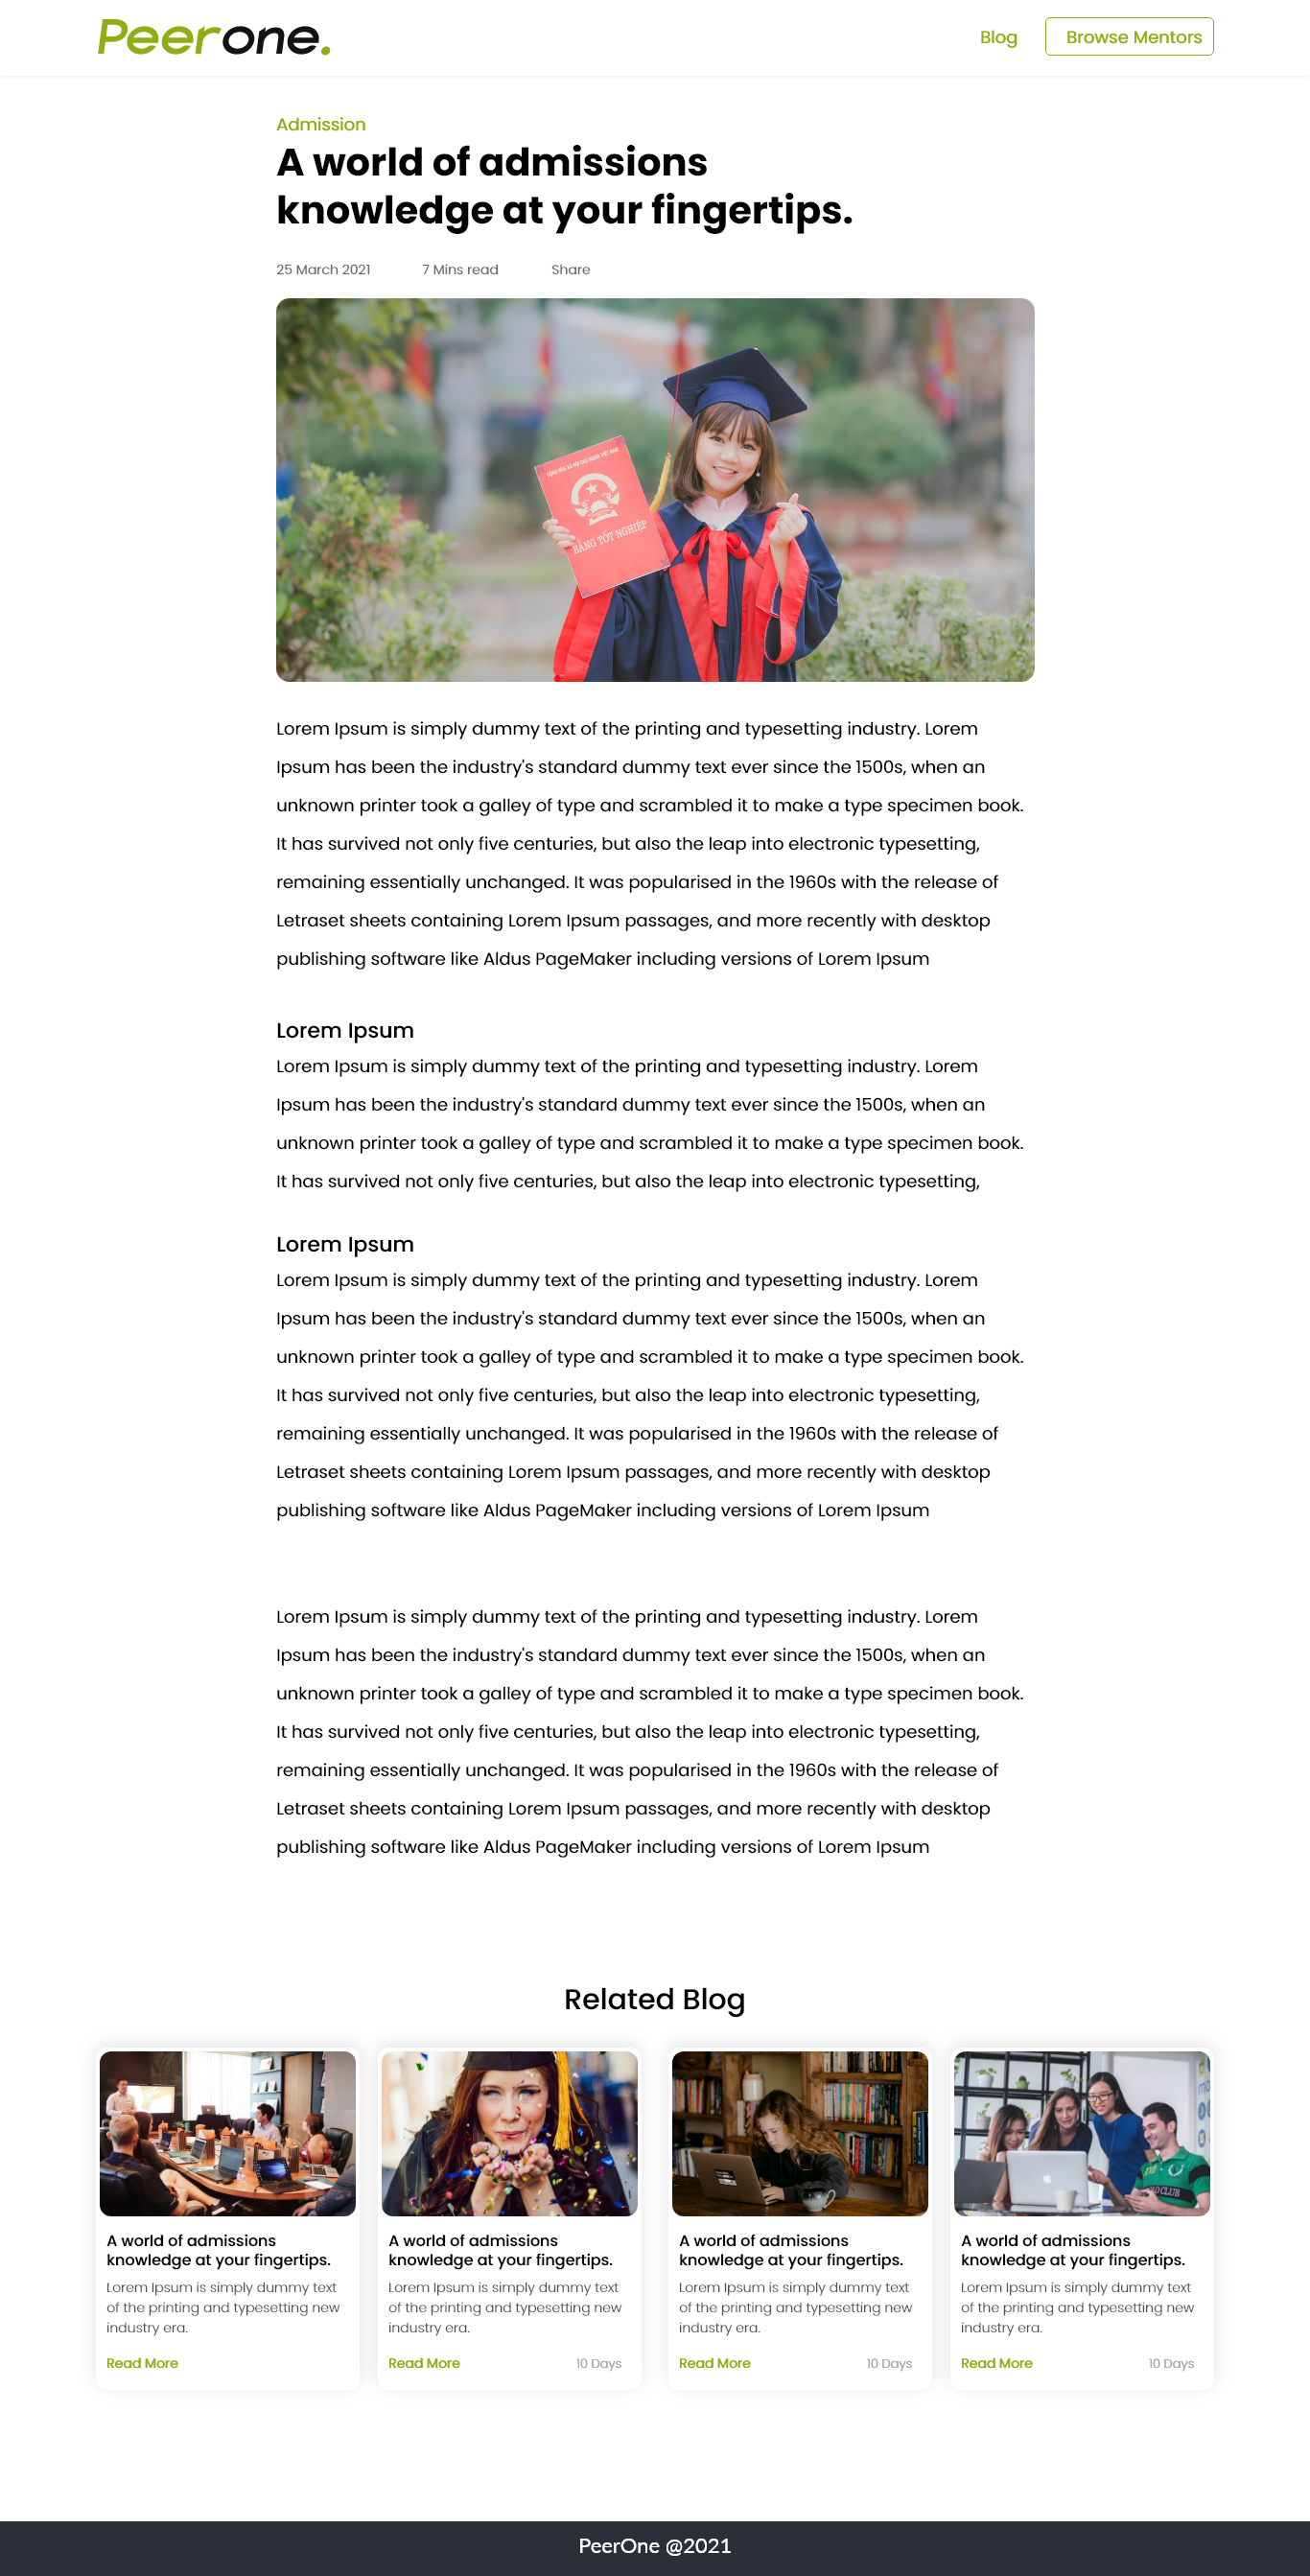 Peerone.
Blog
Browse Mentors
Admission
A world of admissions
knowledge at your fingertips.
25 March 2021
7 Mins read
Share
CỘNG HÒA XÃ HỘI CHỦ NGHĨA VIỆT NAM
BẰNG TỐT NGHIỆP
Lorem Ipsum is simply dummy text of the printing and typesetting industry. Lorem
Ipsum has been the industry's standard dummy text ever since the 1500s, when an
unknown printer took a galley of type and scrambled it to make a type specimen book.
It has survived not only five centuries, but also the leap into electronic typesetting,
remaining essentially unchanged. It was popularised in the 1960s with the release of
Letraset sheets containing Lorem Ipsum passages, and more recently with desktop
publishing software like Aldus PageMaker including versions of Lorem Ipsum
Lorem Ipsum
Lorem Ipsum is simply dummy text of the printing and typesetting industry. Lorem
Ipsum has been the industry's standard dummy text ever since the 1500s, when an
unknown printer took a galley of type and scrambled it to make a type specimen book.
It has survived not only five centuries, but also the leap into electronic typesetting,
Lorem Ipsum
Lorem Ipsum is simply dummy text of the printing and typesetting industry. Lorem
Ipsum has been the industry's standard dummy text ever since the 1500s, when an
unknown printer took a galley of type and scrambled it to make a type specimen book.
It has survived not only five centuries, but also the leap into electronic typesetting,
remaining essentially unchanged. It was popularised in the 1960s with the release of
Letraset sheets containing Lorem Ipsum passages, and more recently with desktop
publishing software like Aldus PageMaker including versions of Lorem Ipsum
Lorem Ipsum is simply dummy text of the printing and typesetting industry. Lorem
Ipsum has been the industry's standard dummy text ever since the 1500s, when an
unknown printer took a galley of type and scrambled it to make a type specimen book.
It has survived not only five centuries, but also the leap into electronic typesetting,
remaining essentially unchanged. It was popularised in the 1960s with the release of
Letraset sheets containing Lorem Ipsum passages, and more recently with desktop
publishing software like Aldus PageMaker including versions of Lorem Ipsum
Related Blog
A world of admissions
knowledge at your fingertips.
Lorem Ipsum is simply dummy text
of the printing and typesetting new
industry era.
Read More
A world of admissions
knowledge at your fingertips.
Lorem Ipsum is simply dummy text
of the printing and typesetting new
industry era.
Read More
10 Days
A world of admissions
knowledge at your fingertips.
Lorem Ipsum is simply dummy text
of the printing and typesetting new
industry era.
Read More
10 Days
A world of admissions
knowledge at your fingertips.
Lorem Ipsum is simply dummy text
of the printing and typesetting new
industry era.
Read More
10 Days
PeerOne @2021